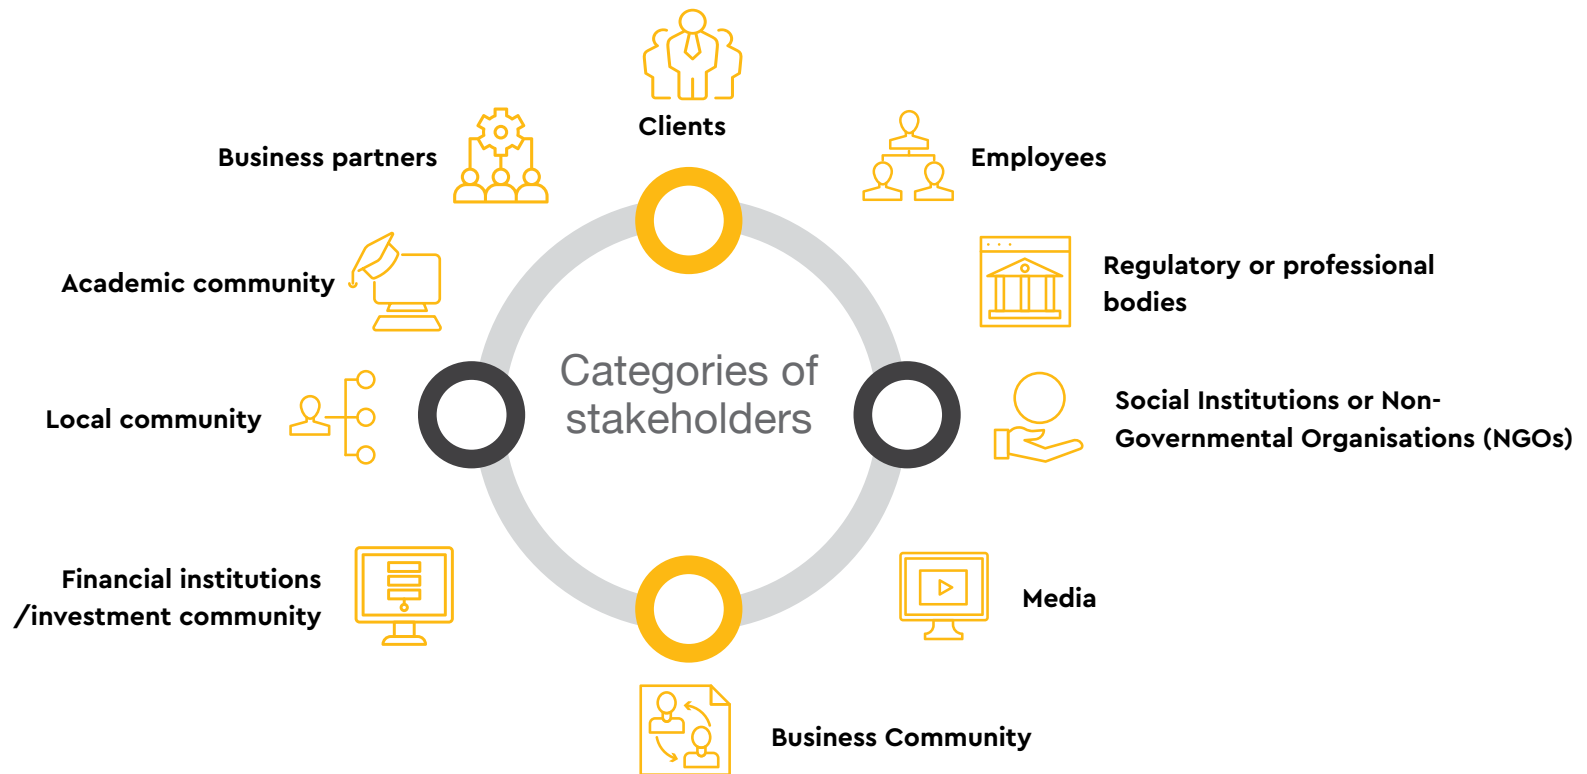 Clients
Business partners
Employees
Academic community
Regulatory or professional
bodies
Categories of
stakeholders
Local community
Social Institutions or Non-
Governmental Organisations (NGOs)
Financial institutions
/investment community
Media
Business Community